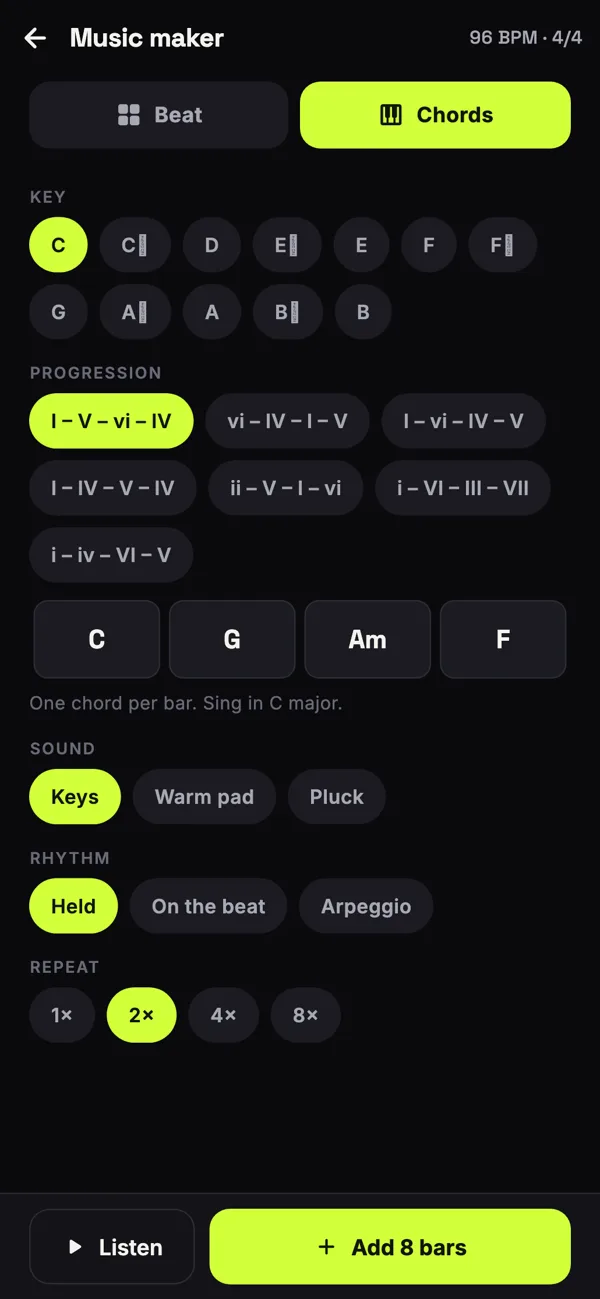 Music maker
96 BPM · 4/4
Beat
Chords
KEY
C C▯ D E▯ E F F▯
G A▯ A B▯ B
PROGRESSION
I – V – vi – IV
vi – IV – I – V
I – vi – IV – V
I – IV – V – IV
ii – V – I – vi
i – VI – III – VII
i – iv – VI – V
C G Am F
One chord per bar. Sing in C major.
SOUND
Keys Warm pad Pluck
RHYTHM
Held On the beat Arpeggio
REPEAT
1× 2× 4× 8×
Listen
+ Add 8 bars